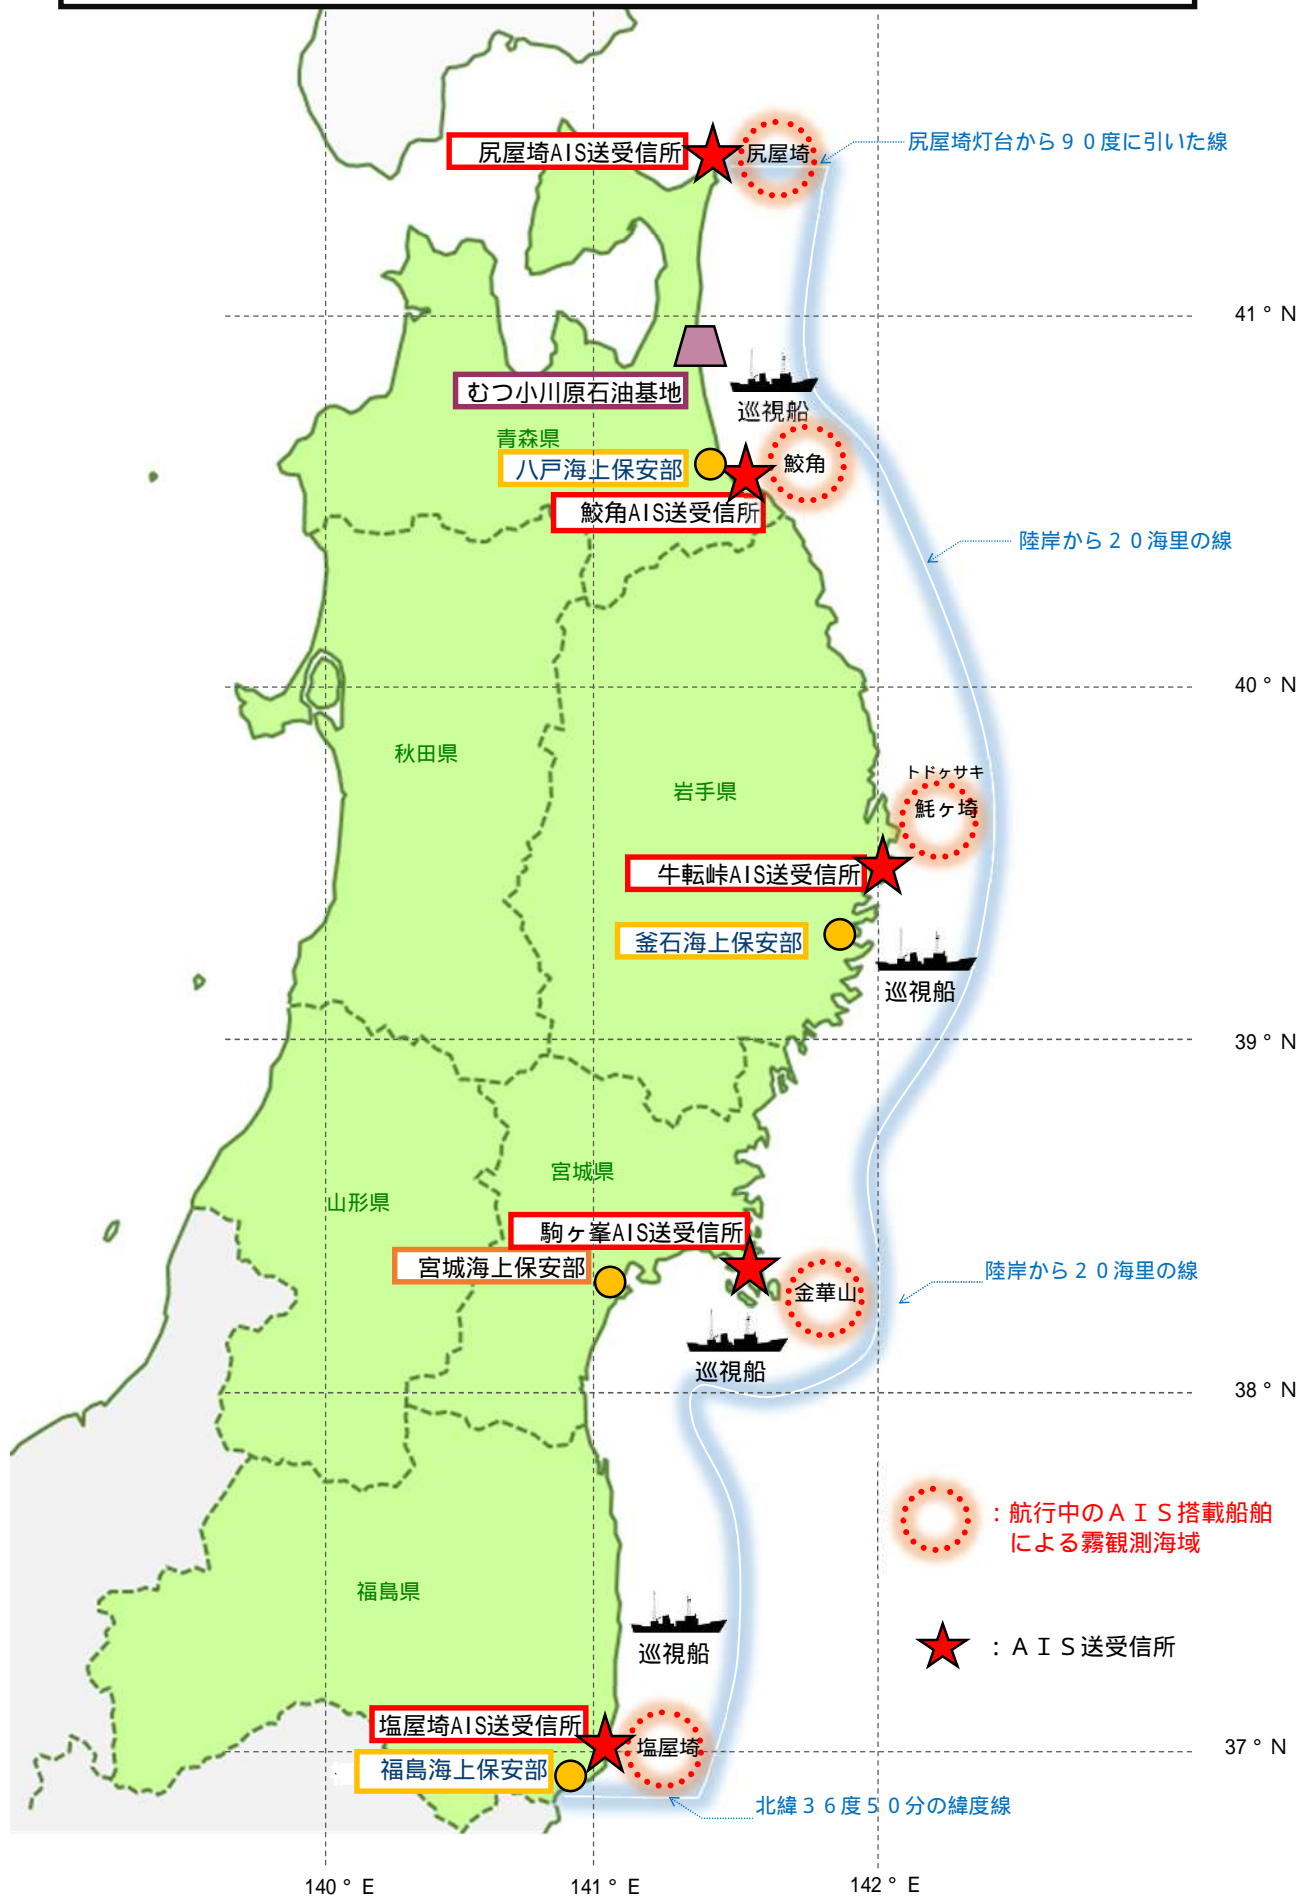 尻屋埼AIS送受信所
尻屋埼
尻屋埼灯台から９０度に引いた線
41°N
むつ小川原石油基地
巡視船
青森県
八戸海上保安部
鮫角
鮫角AIS送受信所
陸岸から２０海里の線
40°N
秋田県
岩手県
トドヶサキ
魹ヶ埼
牛転峠AIS送受信所
釜石海上保安部
巡視船
39°N
宮城県
山形県
駒ヶ峯AIS送受信所
宮城海上保安部
金華山
陸岸から２０海里の線
巡視船
38°N
：航行中のＡＩＳ搭載船舶
による霧観測海域
福島県
巡視船
：ＡＩＳ送受信所
塩屋埼AIS送受信所
塩屋埼
37°N
福島海上保安部
北緯３６度５０分の緯度線
140°E
141°E
142°E